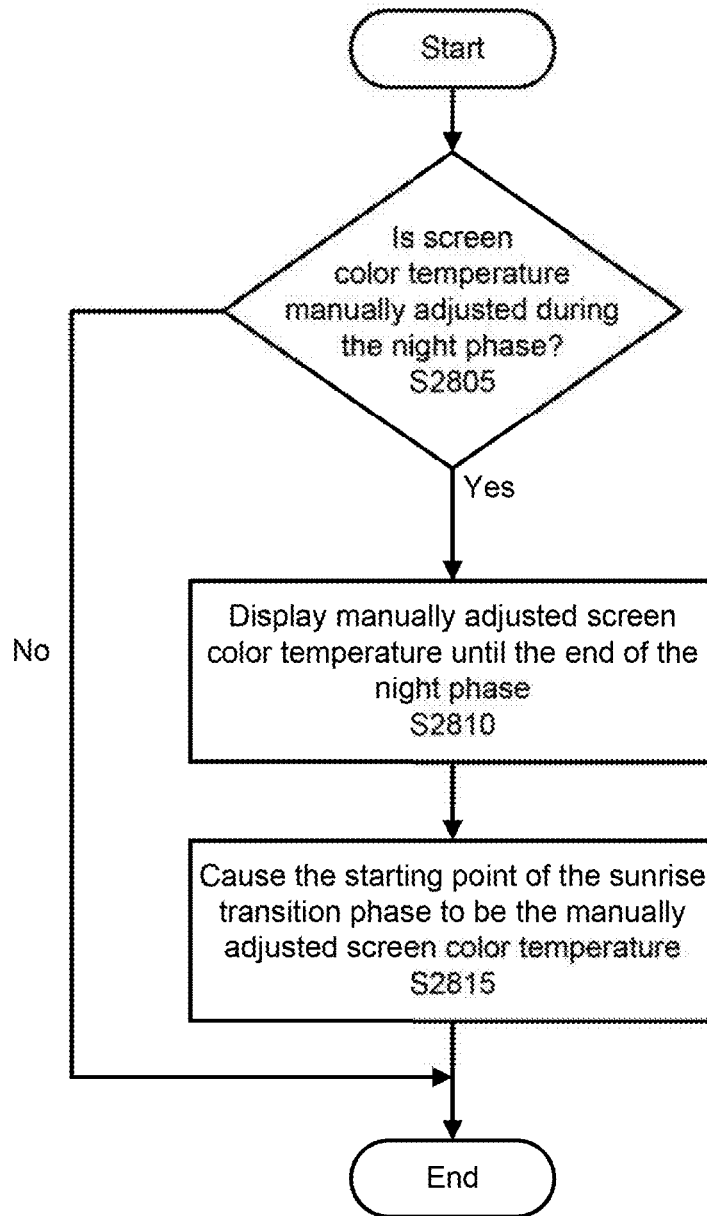 Start
Is screen
color temperature
manually adjusted during
the night phase?
S2805
Yes
No
Display manually adjusted screen
color temperature until the end of the
night phase
S2810
Cause the starting point of the sunrise
transition phase to be the manually
adjusted screen color temperature
S2815
End